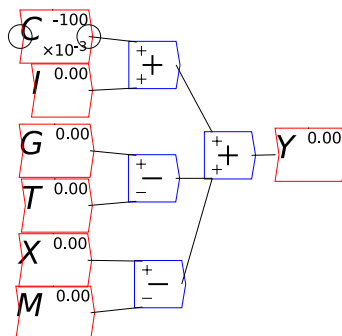 C -100
×10⁻³
I 0.00
+
+
+
G 0.00
T 0.00
+
−
−
+
+
+
Y 0.00
X 0.00
M 0.00
+
−
−